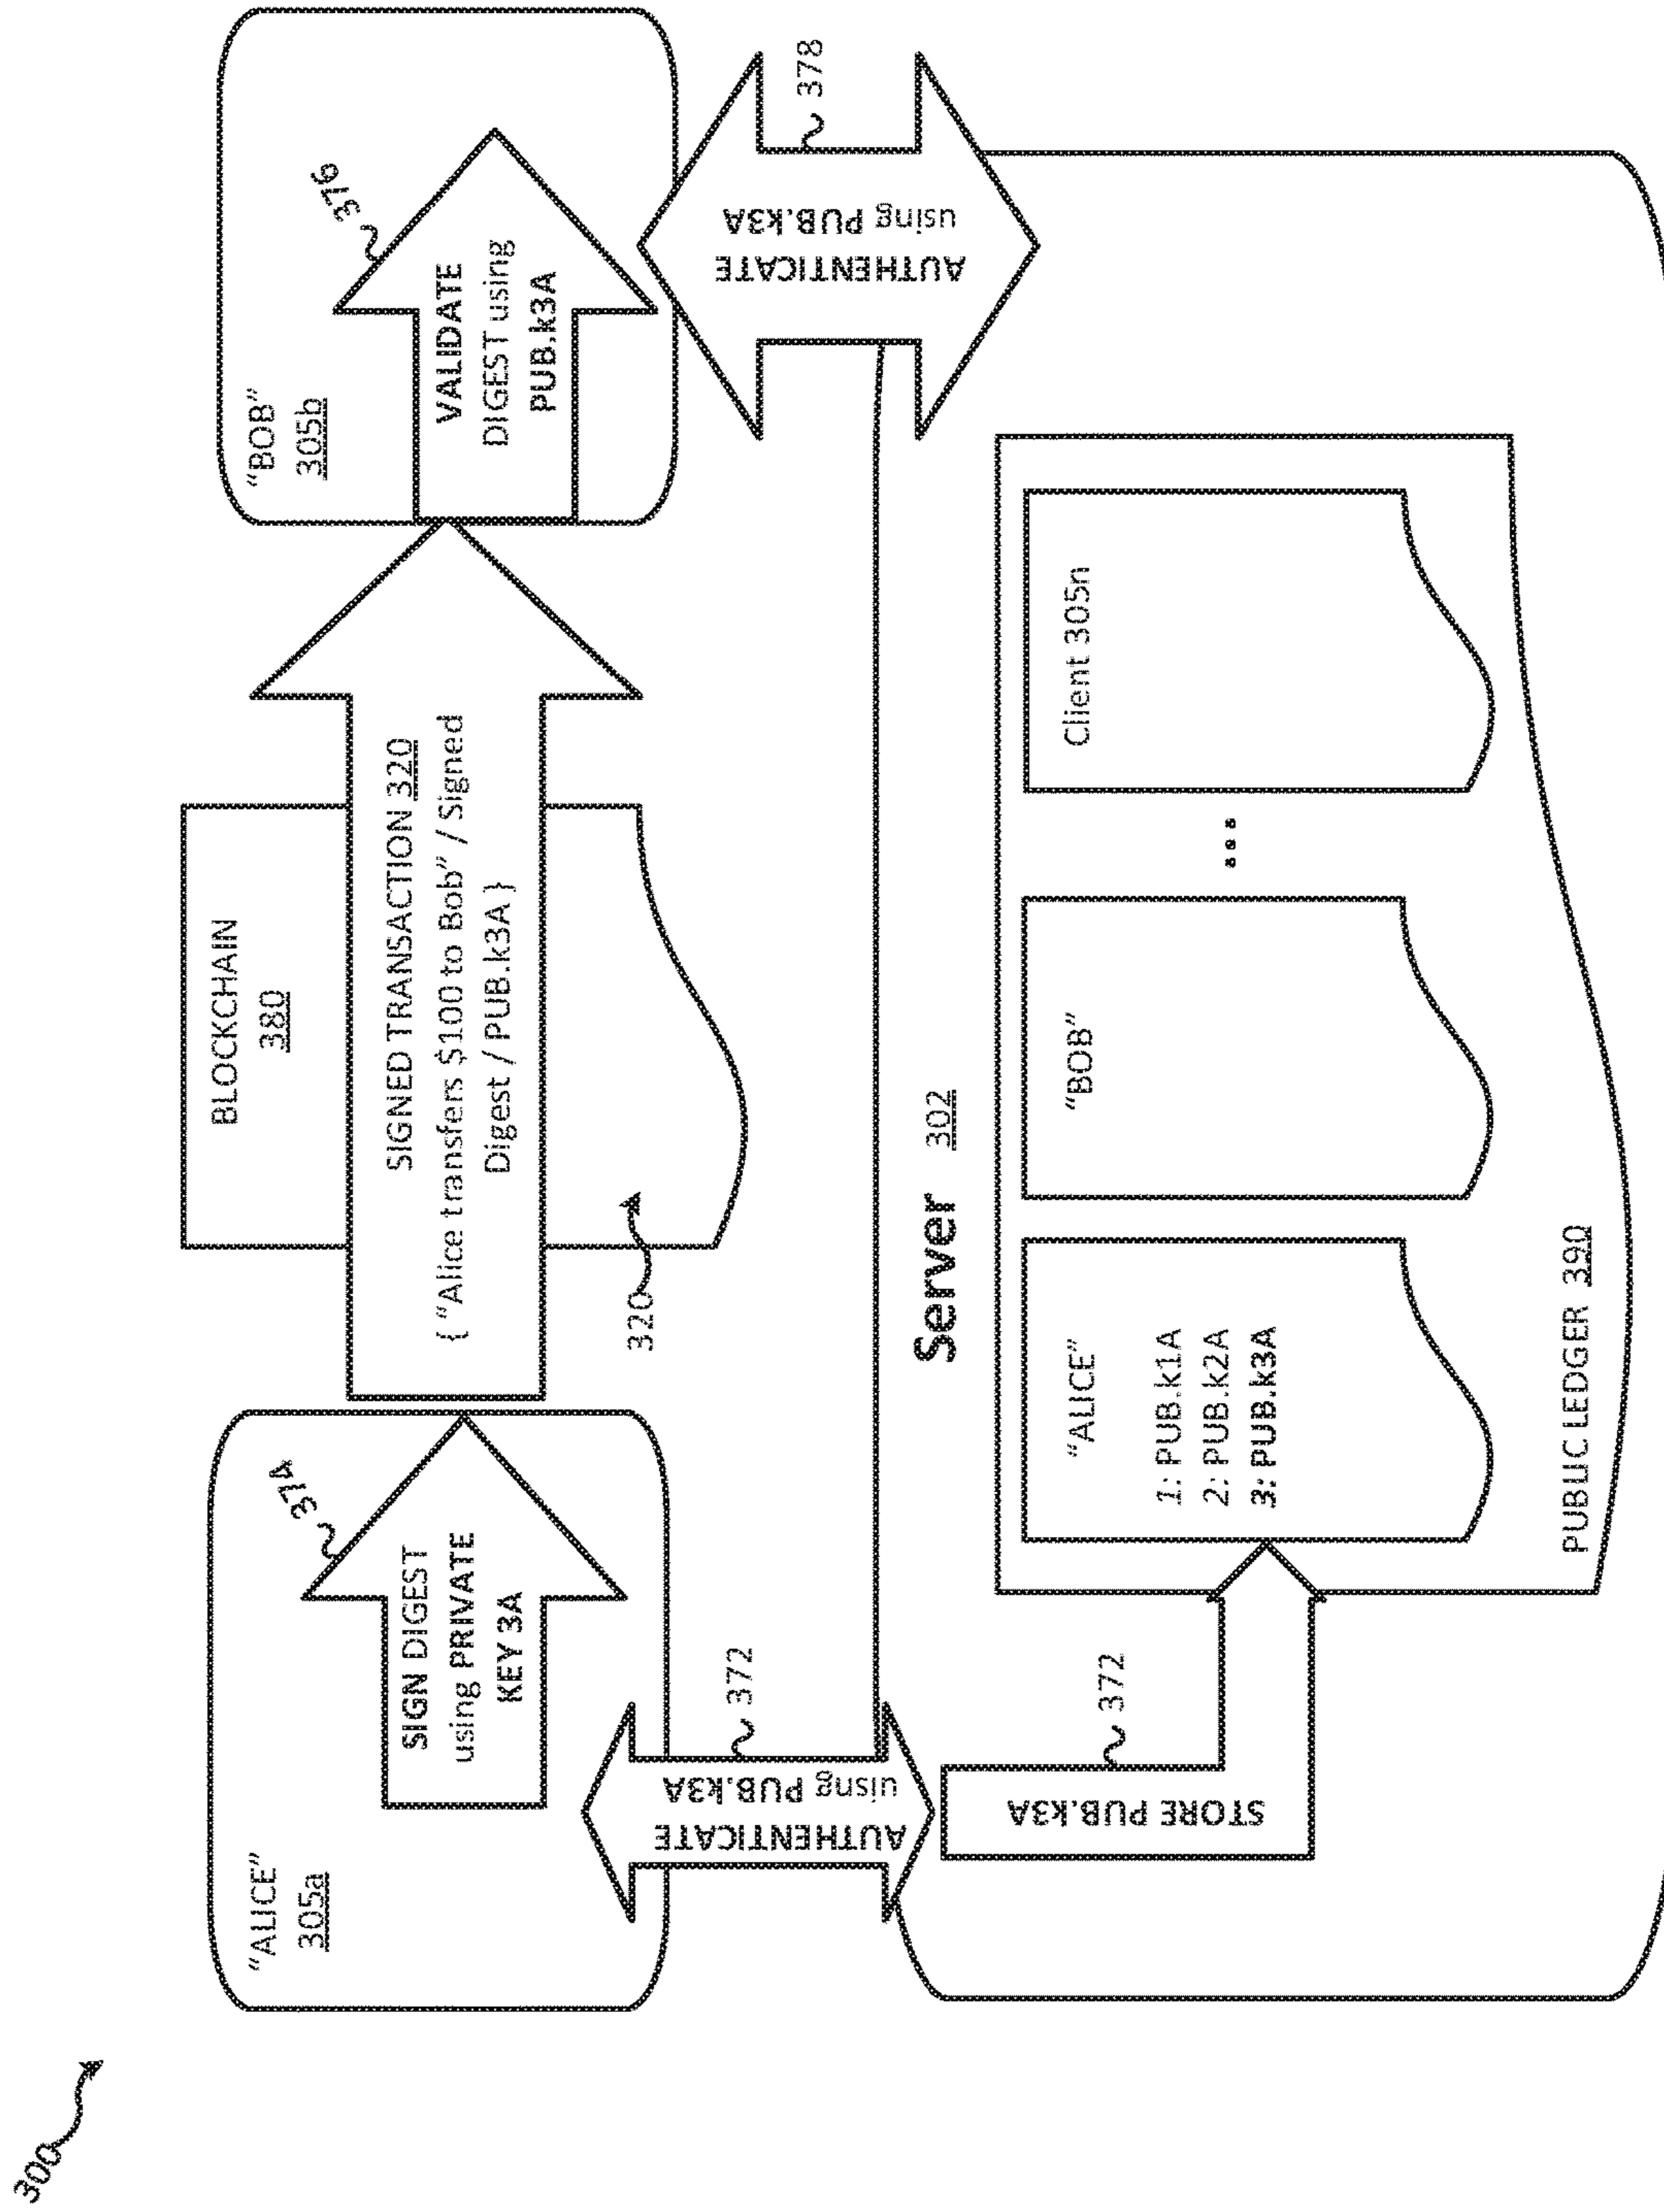 300
"ALICE"
305a
374
SIGN DIGEST
using PRIVATE
KEY 3A
BLOCKCHAIN
380
SIGNED TRANSACTION 320
{ "Alice transfers $100 to Bob" / Signed
Digest / PUB.k3A }
320
"BOB"
305b
376
VALIDATE
DIGEST using
PUB.k3A
AUTHENTICATE
uisng PUB.k3A
372
AUTHENTICATE
using PUB.k3A
378
Server 302
STORE PUB.k3A
372
"ALICE"
1: PUB.k1A
2: PUB.k2A
3: PUB.k3A
"BOB"
...
Client 305n
PUBLIC LEDGER 390